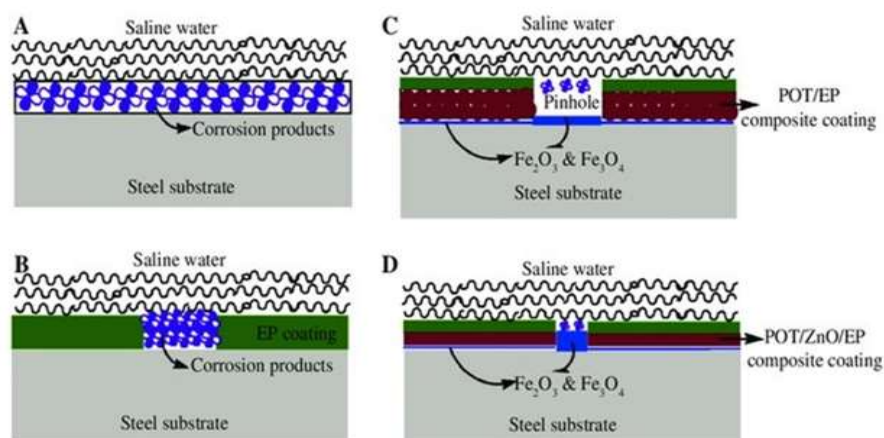 A
Saline water
Corrosion products
Steel substrate
B
Saline water
EP coating
Corrosion products
Steel substrate
C
Saline water
Pinhole
POT/EP
composite coating
Fe₂O₃ & Fe₃O₄
Steel substrate
D
Saline water
POT/ZnO/EP
composite coating
Fe₂O₃ & Fe₃O₄
Steel substrate